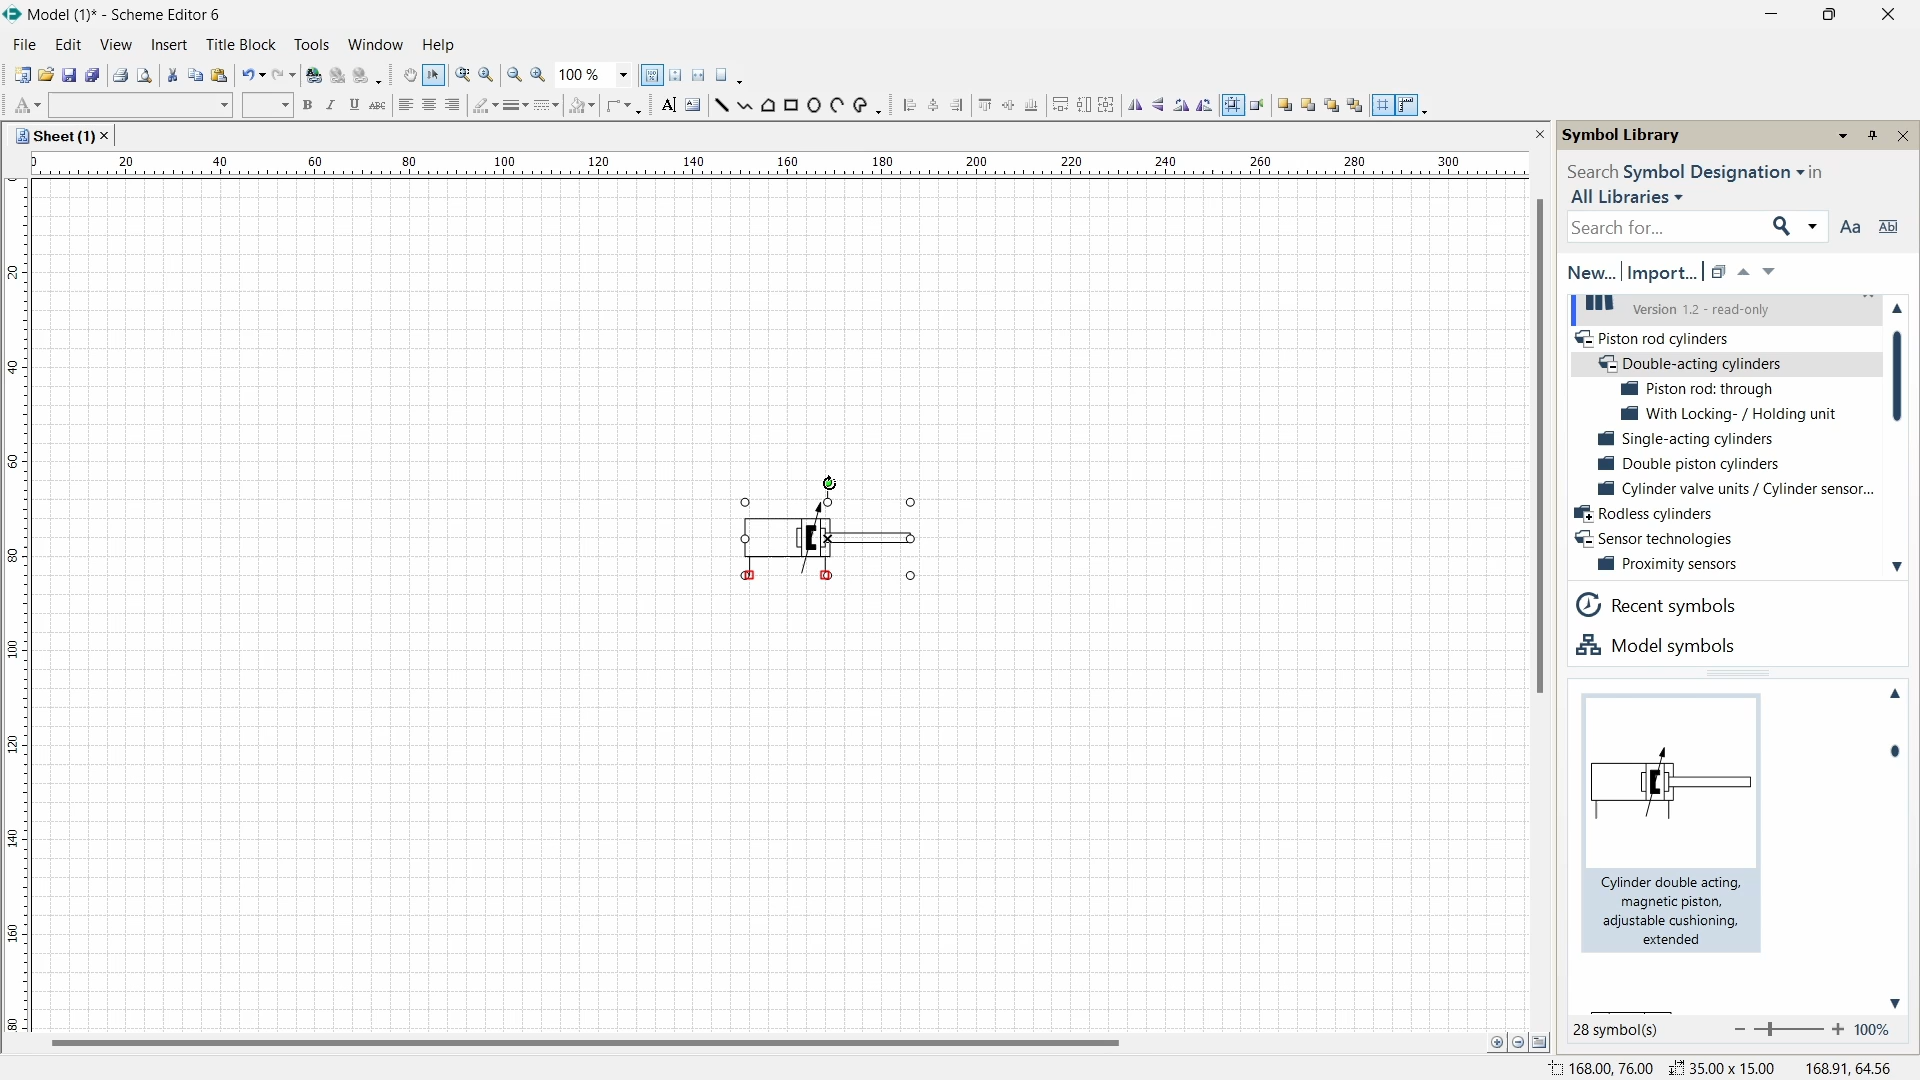 Model (1)* - Scheme Editor 6
File Edit View Insert Title Block Tools Window Help
100 %
A B I U ABC A
Sheet (1)
0 20 40 60 80 100 120 140 160 180 200 220 240 260 280 300
20
40
60
80
100
120
140
160
80
Symbol Library
Search Symbol Designation in
All Libraries
Search for...
Aa Abl
New... Import...
Version 1.2 - read-only
Piston rod cylinders
Double-acting cylinders
Piston rod: through
With Locking- / Holding unit
Single-acting cylinders
Double piston cylinders
Cylinder valve units / Cylinder sensor...
Rodless cylinders
Sensor technologies
Proximity sensors
Recent symbols
Model symbols
Cylinder double acting,
magnetic piston,
adjustable cushioning,
extended
28 symbol(s)
100%
168.00, 76.00 35.00 x 15.00 168.91, 64.56